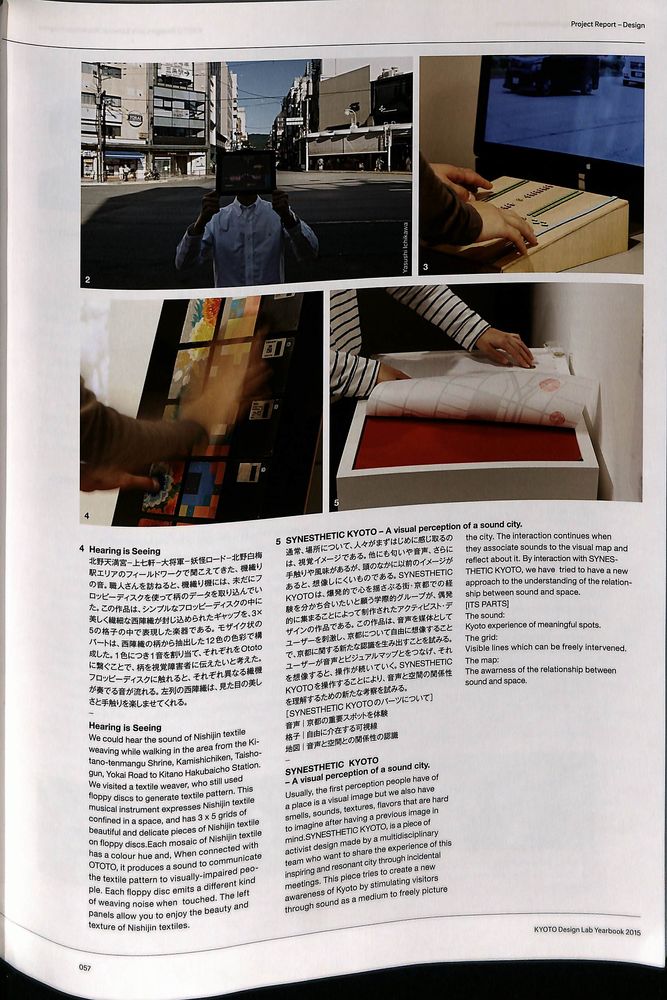 Project Report – Design
2
Yasushi Ichikawa
3
4
5
4 Hearing is Seeing
北野天満宮−上七軒−大将軍−妖怪ロード−北野白梅
駅エリアのフィールドワークで聞こえてきた、機織り
の音。職人さんを訪ねると、機織り機には、未だにフ
ロッピーディスクを使って柄のデータを取り込んでい
た。この作品は、シンプルなフロッピーディスクの中に
美しく繊細な西陣織が封じ込められたギャップを、3×
5の格子の中で表現した楽器である。モザイク状のパ
ートは、西陣織の柄から抽出した12色の色彩で構
成した。1色につき1音を割り当て、それぞれをOtoto
に繋ぐことで、柄を視覚障害者に伝えたいと考えた。
フロッピーディスクに触れると、それぞれ異なる織機
が奏でる音が流れる。左列の西陣織は、見た目の美し
さと手触りを楽しませてくれる。
–
Hearing is Seeing
We could hear the sound of Nishijin textile
weaving while walking in the area from the Ki-
tano-tenmangu Shrine, Kamishichiken, Taisho-
gun, Yokai Road to Kitano Hakubaicho Station.
We visited a textile weaver, who still used
floppy discs to generate textile pattern. This
musical instrument expresses Nishijin textile
confined in a space, and has 3 x 5 grids of
beautiful and delicate pieces of Nishijin textile
on floppy discs.Each mosaic of Nishijin textile
has a colour hue and, When connected with
OTOTO, it produces a sound to communicate
the textile pattern to visually-impaired peo-
ple. Each floppy disc emits a different kind
of weaving noise when touched. The left
panels allow you to enjoy the beauty and
texture of Nishijin textiles.
5 SYNESTHETIC KYOTO – A visual perception of a sound city.
通常、場所について、人々がまずはじめに感じ取るの
は、視覚イメージである。他にも匂いや音声、さらに
手触りや風味があるが、頭のなかに以前のイメージが
あると、想像しにくいものである。SYNESTHETIC
KYOTOは、爆発的で心を揺さぶる街・京都での経
験を分かち合いたいと願う学際的グループが、偶発
的に集まることによって制作されたアクティビスト・デ
ザインの作品である。この作品は、音声を媒体として
ユーザーを刺激し、京都について自由に想像すること
で、京都に関する新たな認識を生み出すことを試みる。
ユーザーが音声とビジュアルマップとをつなげ、それ
を想像すると、操作が続いていく。SYNESTHETIC
KYOTOを操作することにより、音声と空間の関係性
を理解するための新たな考察を試みる。
［SYNESTHETIC KYOTOのパーツについて］
音声｜京都の重要スポットを体験
格子｜自由に介在する可視線
地図｜音声と空間との関係性の認識
–
SYNESTHETIC KYOTO
– A visual perception of a sound city.
Usually, the first perception people have of
a place is a visual image but we also have
smells, sounds, textures, flavors that are hard
to imagine after having a previous image in
mind.SYNESTHETIC KYOTO, is a piece of
activist design made by a multidisciplinary
team who want to share the experience of this
inspiring and resonant city through incidental
meetings. This piece tries to create a new
awareness of Kyoto by stimulating visitors
through sound as a medium to freely picture
the city. The interaction continues when
they associate sounds to the visual map and
reflect about it. By interaction with SYNES-
THETIC KYOTO, we have tried to have a new
approach to the understanding of the relation-
ship between sound and space.
[ITS PARTS]
The sound:
Kyoto experience of meaningful spots.
The grid:
Visible lines which can be freely intervened.
The map:
The awarness of the relationship between
sound and space.
KYOTO Design Lab Yearbook 2015
057